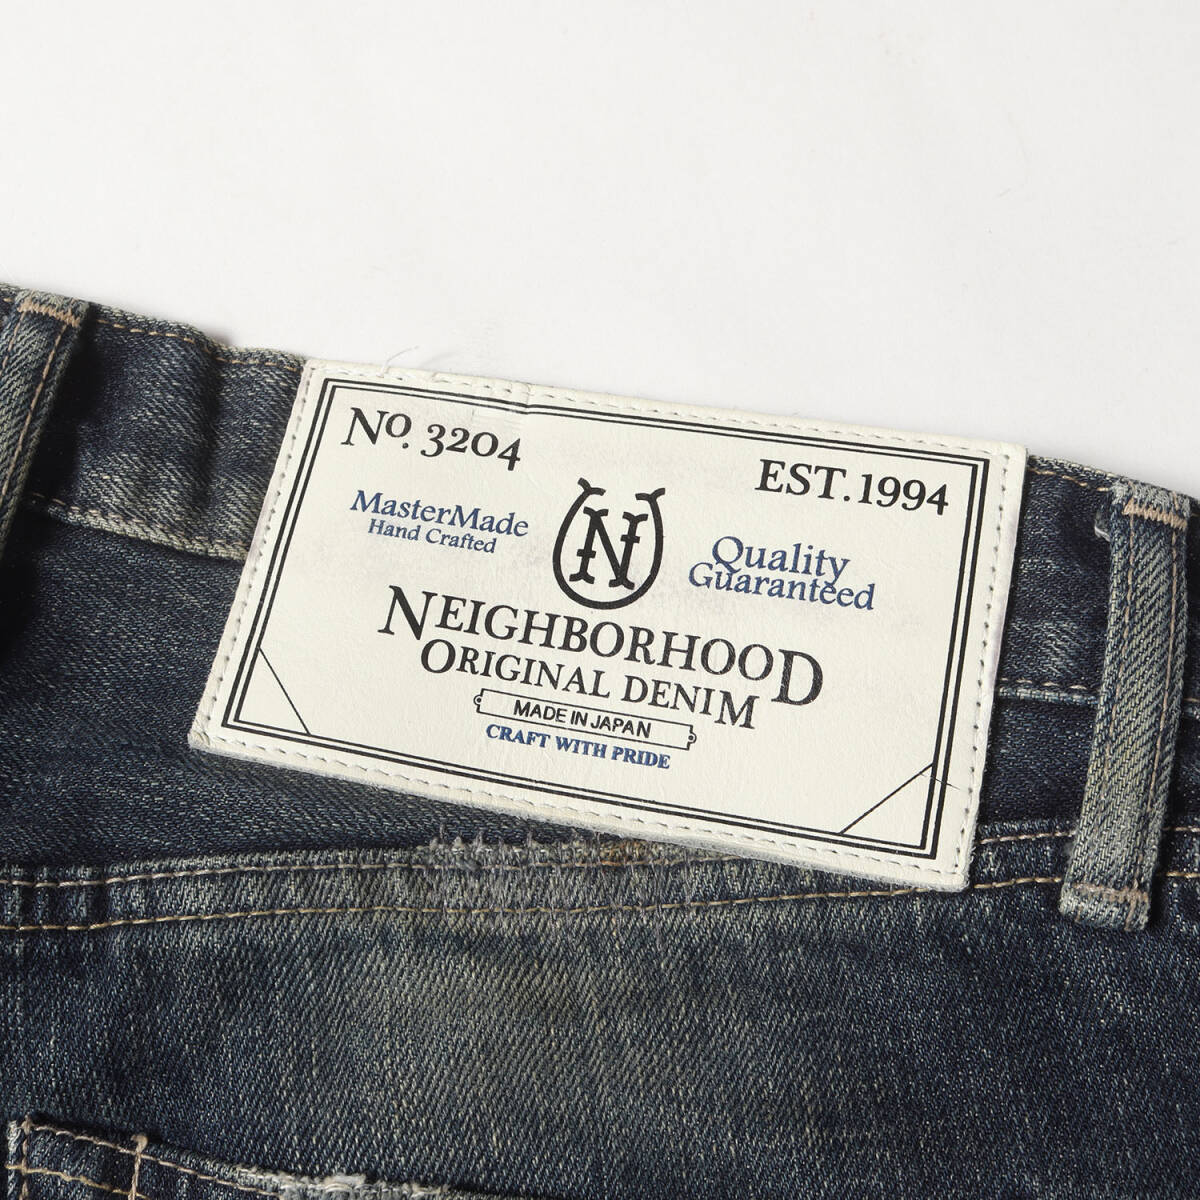 No. 3204
EST. 1994
MasterMade
Hand Crafted
N
Quality
Guaranteed
NEIGHBORHOOD
ORIGINAL DENIM
MADE IN JAPAN
CRAFT WITH PRIDE